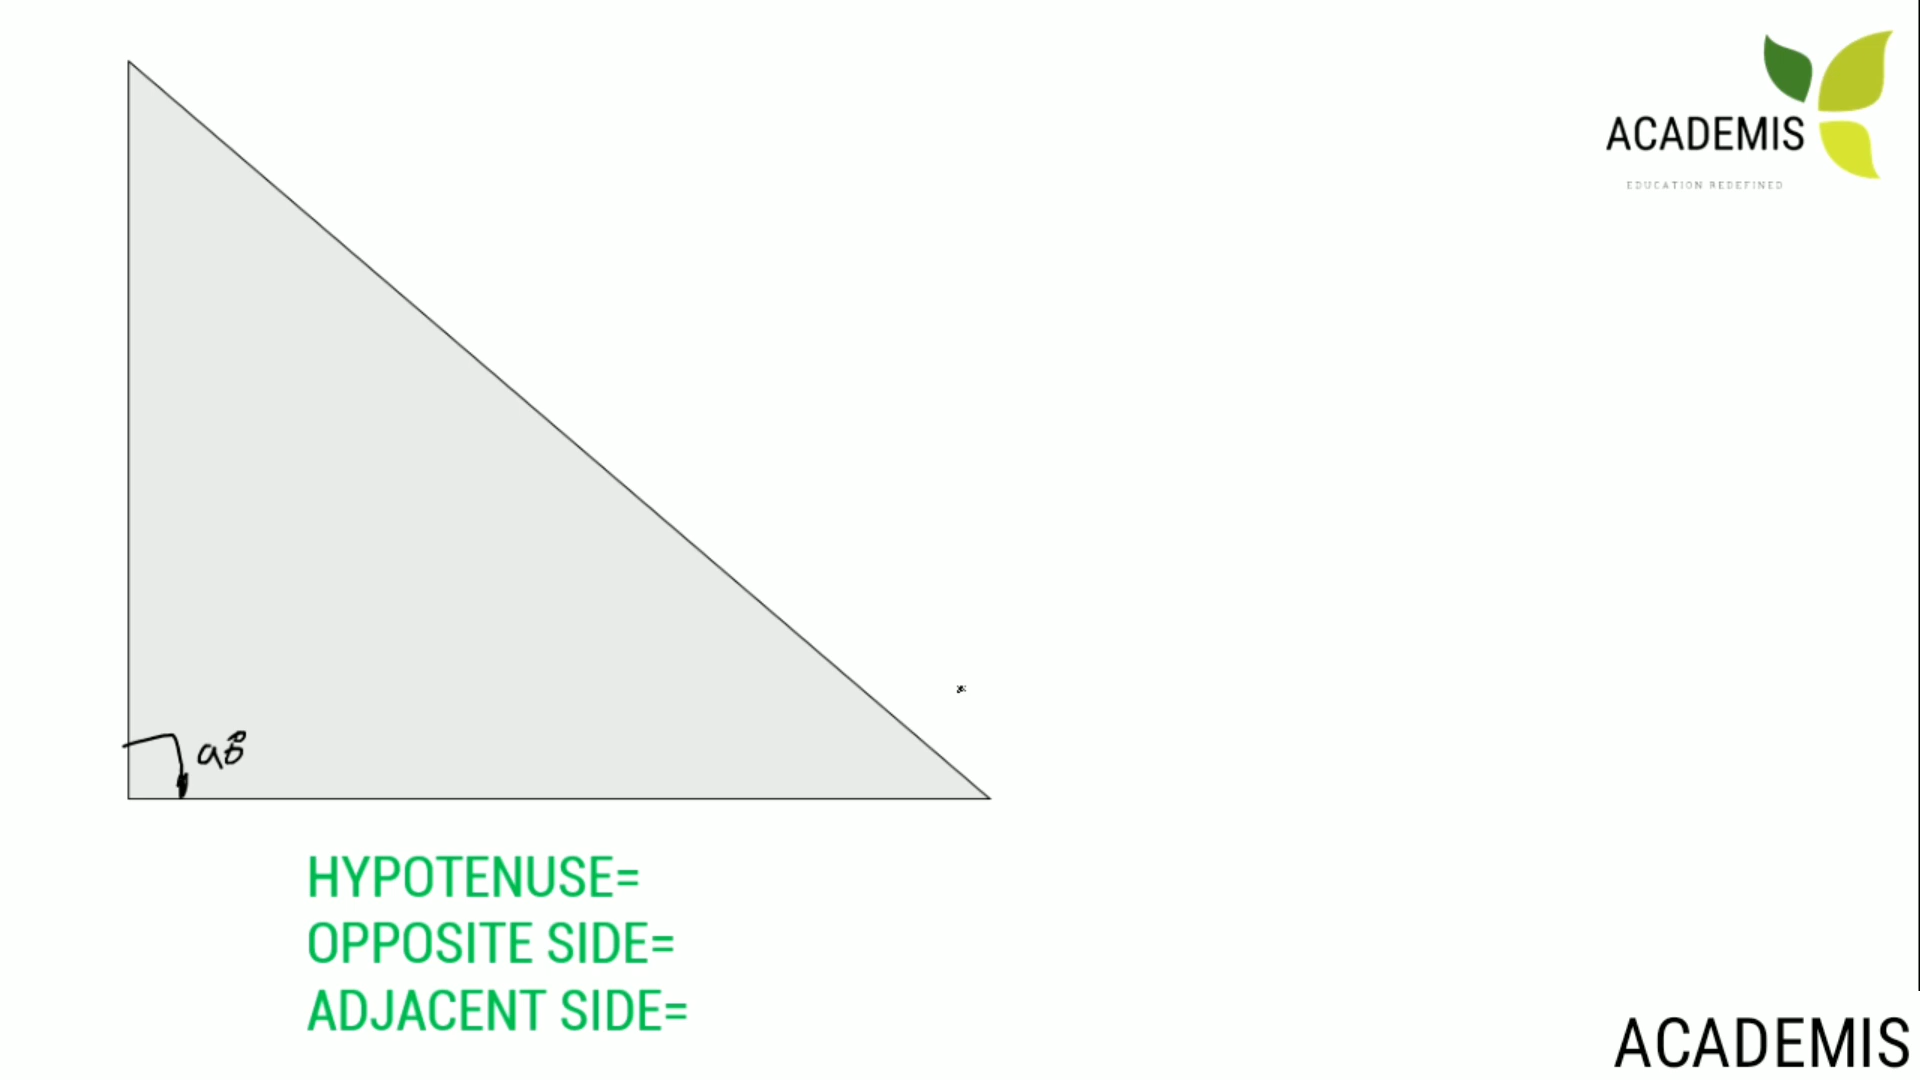 ACADEMIS
EDUCATION REDEFINED
HYPOTENUSE=
OPPOSITE SIDE=
ADJACENT SIDE=
ACADEMIS